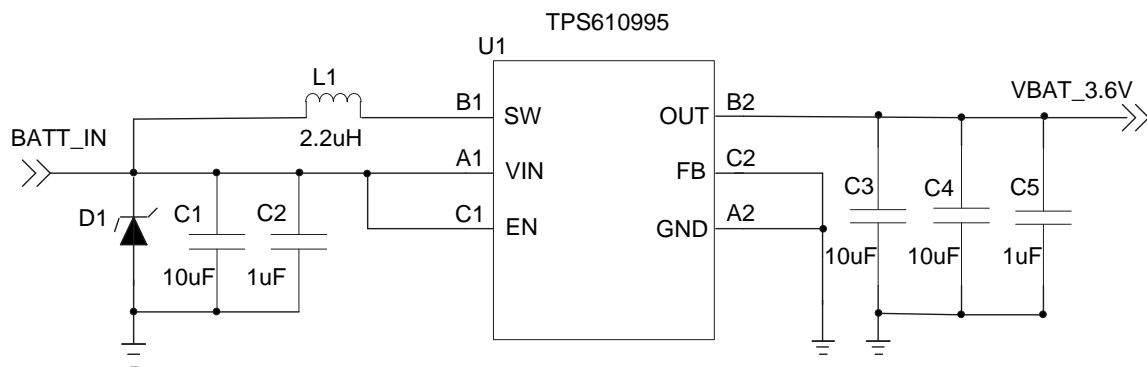 TPS610995
U1
L1
B1
SW
OUT
B2
VBAT_3.6V
BATT_IN
2.2uH
A1
VIN
FB
C2
D1
C1
C2
C1
EN
GND
A2
C3
C4
C5
10uF
1uF
10uF
10uF
1uF